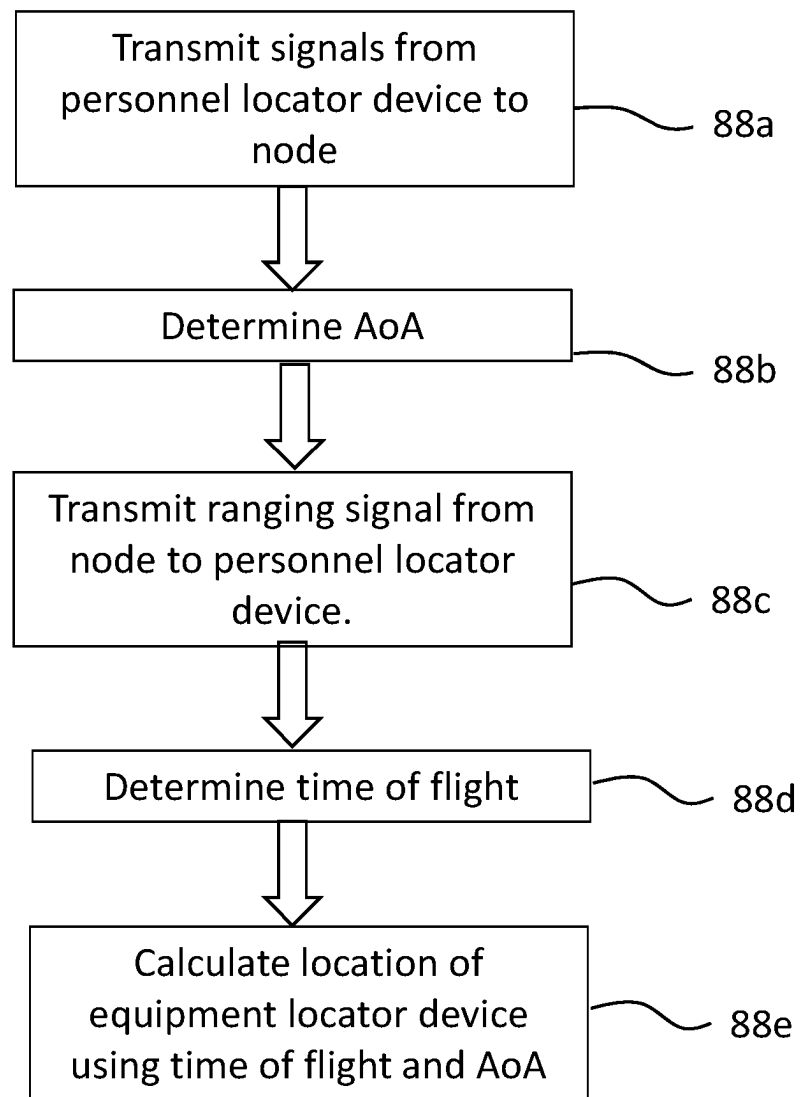 Transmit signals from
personnel locator device to
node
88a
Determine AoA
88b
Transmit ranging signal from
node to personnel locator
device.
88c
Determine time of flight
88d
Calculate location of
equipment locator device
using time of flight and AoA
88e